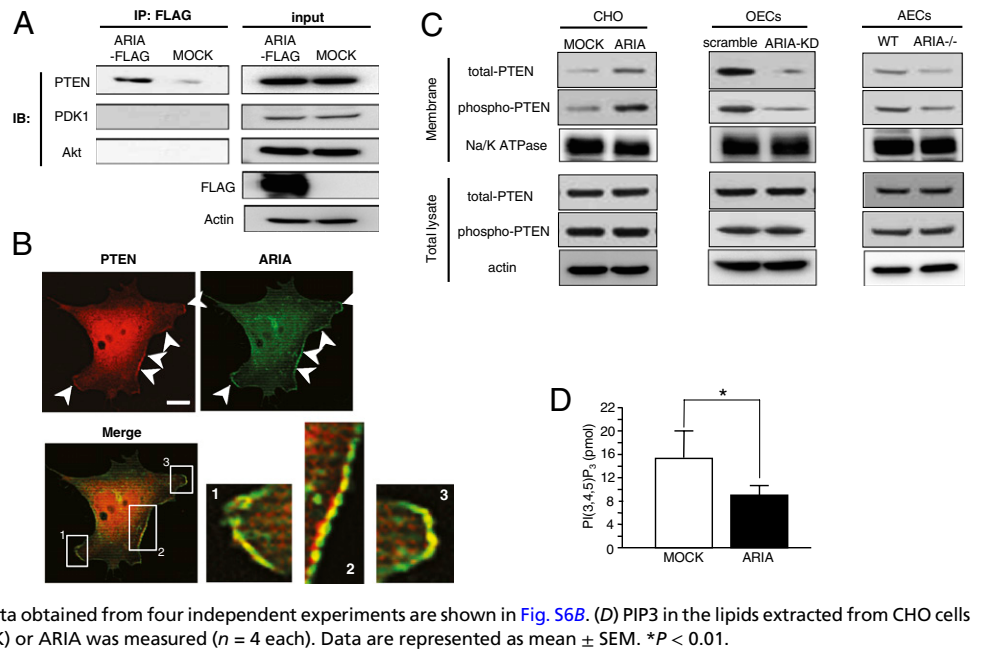 A
IP: FLAG
input
ARIA
-FLAG
MOCK
ARIA
-FLAG
MOCK
IB:
PTEN
PDK1
Akt
FLAG
Actin
B
PTEN
ARIA
Merge
3
1
2
1
2
3
C
CHO
OECs
AECs
MOCK ARIA
scramble ARIA-KD
WT ARIA-/-
Membrane
total-PTEN
phospho-PTEN
Na/K ATPase
Total lysate
total-PTEN
phospho-PTEN
actin
D
PI(3,4,5)P3 (pmol)
22
20
16
12
8
4
0
*
MOCK
ARIA
ta obtained from four independent experiments are shown in Fig. S6B. (D) PIP3 in the lipids extracted from CHO cells
K) or ARIA was measured (n = 4 each). Data are represented as mean ± SEM. *P < 0.01.